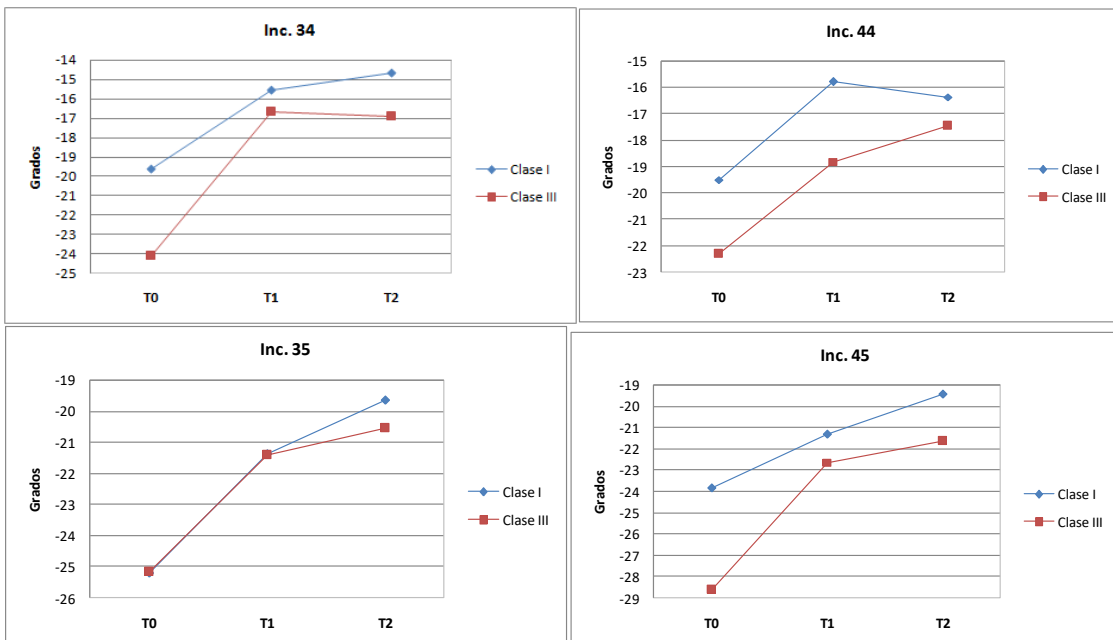 Inc. 34
-14
-15
-16
-17
-18
-19
-20
-21
-22
-23
-24
-25
Grados
T0 T1 T2
Clase I
Clase III
Inc. 44
-15
-16
-17
-18
-19
-20
-21
-22
-23
Grados
T0 T1 T2
Clase I
Clase III
Inc. 35
-19
-20
-21
-22
-23
-24
-25
-26
Grados
T0 T1 T2
Clase I
Clase III
Inc. 45
-19
-20
-21
-22
-23
-24
-25
-26
-27
-28
-29
Grados
T0 T1 T2
Clase I
Clase III